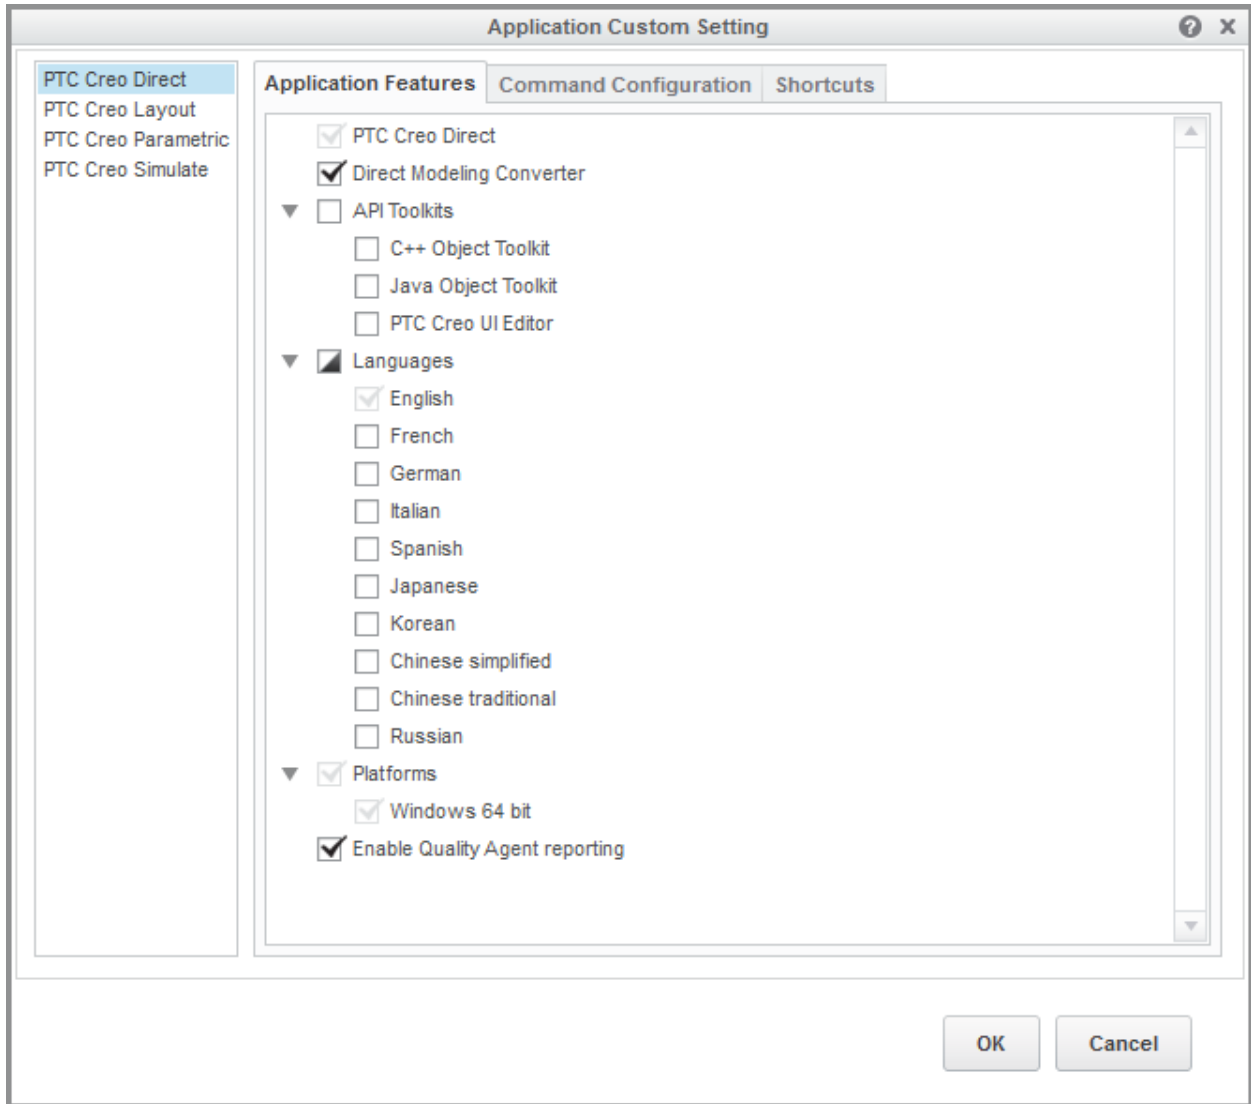 Application Custom Setting
PTC Creo Direct
PTC Creo Layout
PTC Creo Parametric
PTC Creo Simulate
Application Features Command Configuration Shortcuts
PTC Creo Direct
Direct Modeling Converter
API Toolkits
C++ Object Toolkit
Java Object Toolkit
PTC Creo UI Editor
Languages
English
French
German
Italian
Spanish
Japanese
Korean
Chinese simplified
Chinese traditional
Russian
Platforms
Windows 64 bit
Enable Quality Agent reporting
OK Cancel